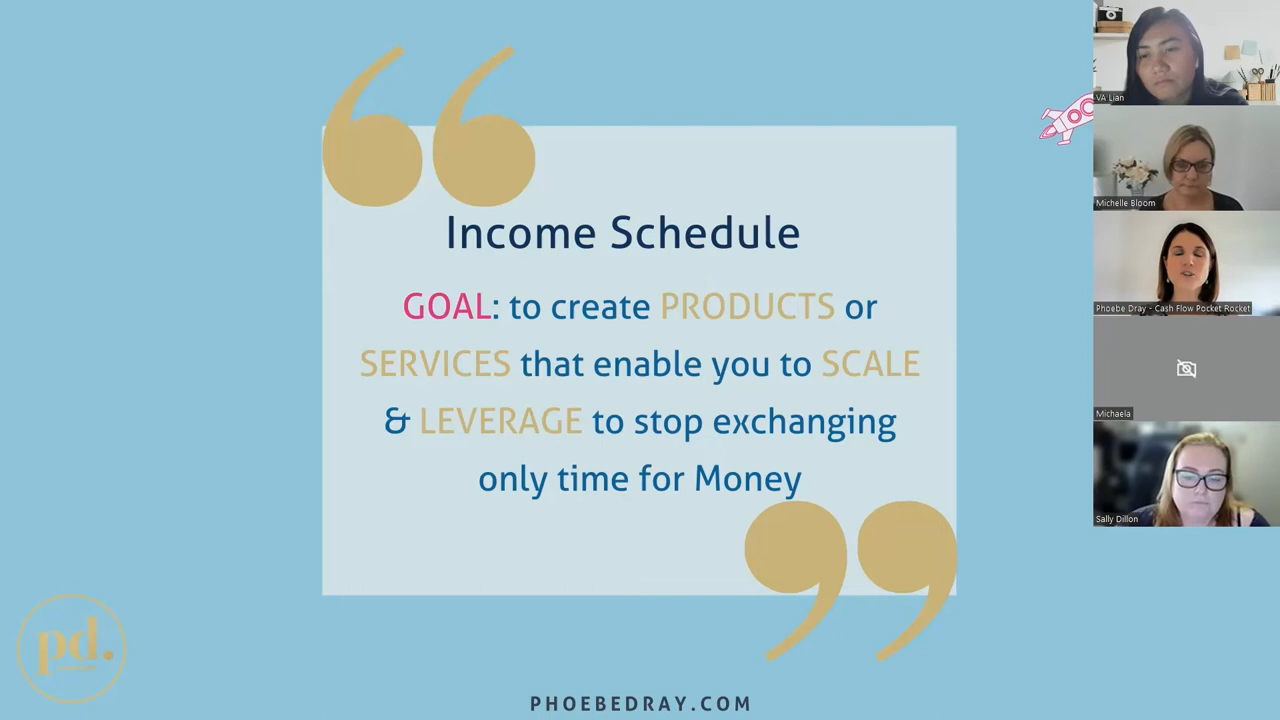 Income Schedule
GOAL: to create PRODUCTS or
SERVICES that enable you to SCALE
& LEVERAGE to stop exchanging
only time for Money
pd.
PHOEBEDRAY.COM
VA Lian
Michelle Bloom
Phoebe Dray - Cash Flow Pocket Rocket
Michaela
Sally Dillon